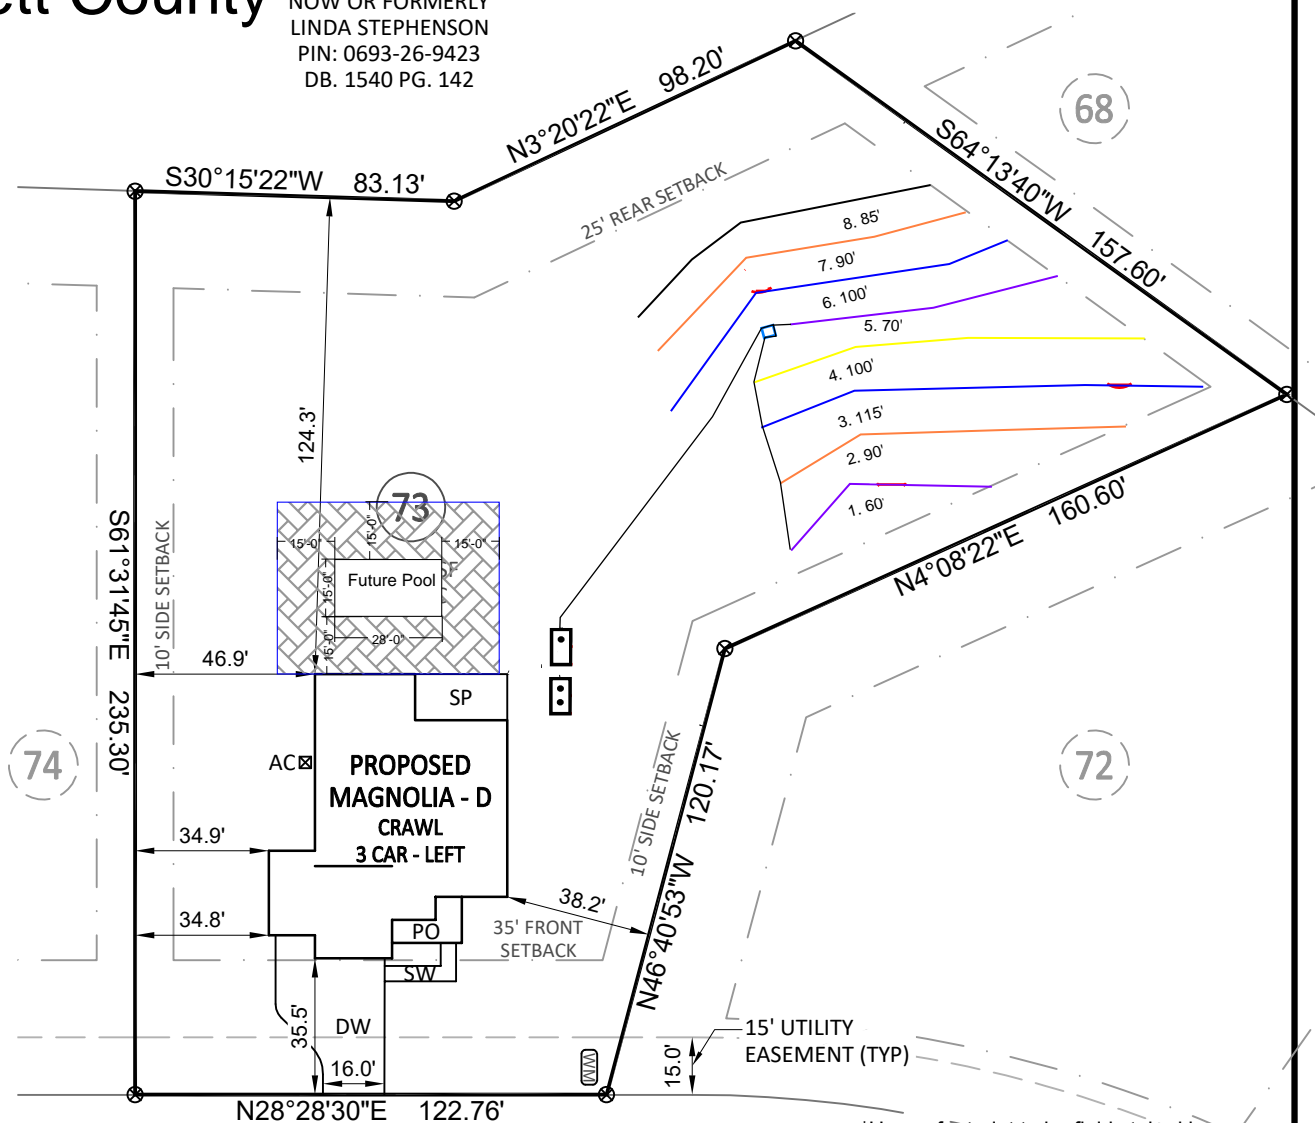 ett County
NOW OR FORMERLY
LINDA STEPHENSON
PIN: 0693-26-9423
DB. 1540 PG. 142
N3°20'22"E 98.20'
68
S64°13'40"W 157.60'
S30°15'22"W 83.13'
25' REAR SETBACK
8. 85'
7. 90'
6. 100'
5. 70'
4. 100'
3. 115'
2. 90'
1. 60'
124.3'
73
15'-0"
15'-0"
15'-0"
Future Pool
15'-0"
28'-0"
15'-0"
S61°31'45"E 235.30'
10' SIDE SETBACK
46.9'
N4°08'22"E 160.60'
SP
74
AC
PROPOSED
MAGNOLIA - D
CRAWL
3 CAR - LEFT
72
10' SIDE SETBACK
N46°40'53"W 120.17'
34.9'
34.8'
38.2'
PO
35' FRONT
SETBACK
SW
35.5'
DW
16.0'
WM
15.0'
15' UTILITY
EASEMENT (TYP)
N28°28'30"E 122.76'